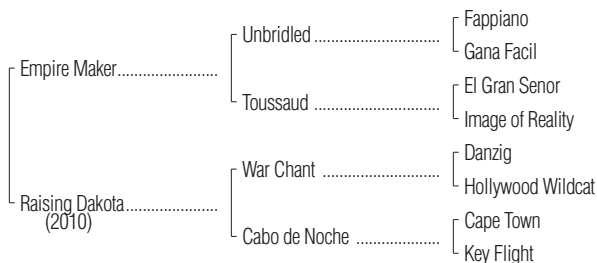 Fappiano
Unbridled ..............................
Gana Facil
Empire Maker........................
El Gran Senor
Toussaud ..............................
Image of Reality
Danzig
War Chant ............................
Hollywood Wildcat
Raising Dakota......................
(2010)
Cape Town
Cabo de Noche ....................
Key Flight